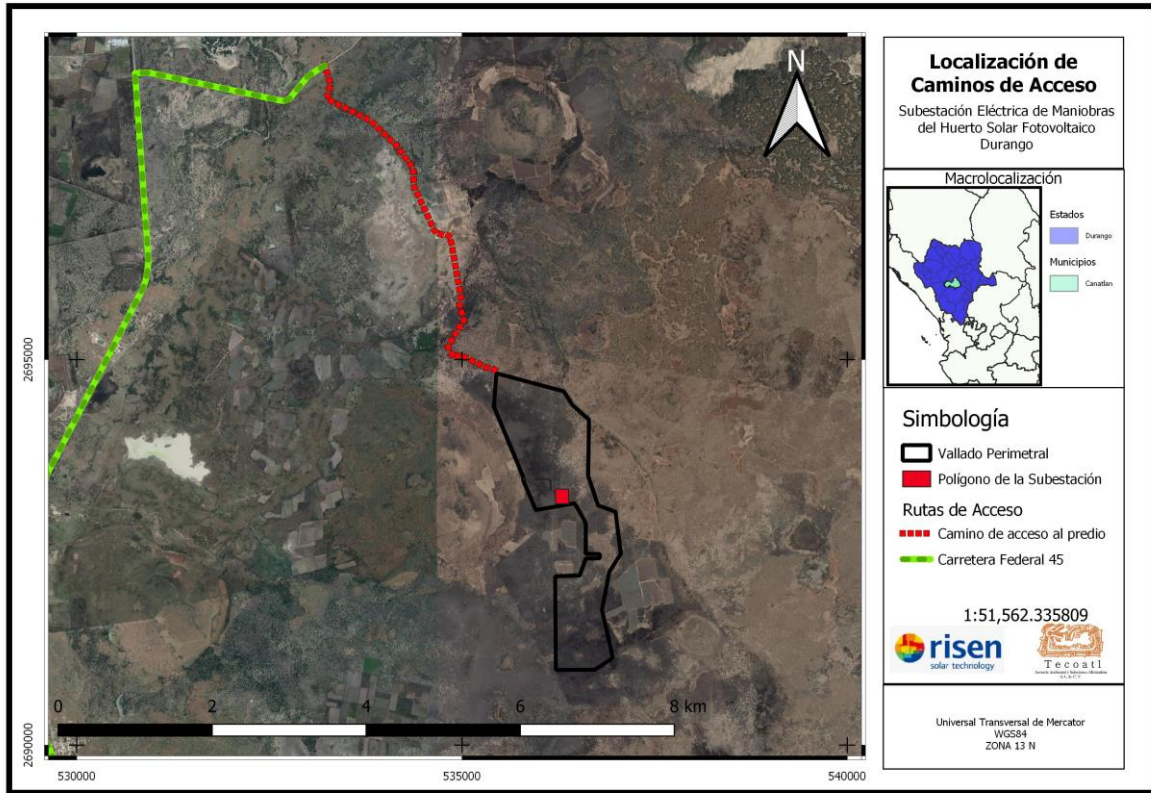 Localización de
Caminos de Acceso
Subestación Eléctrica de Maniobras
del Huerto Solar Fotovoltaico
Durango
N
Macrolocalización
Estados
Durango
Municipios
Canatlan
Simbología
Vallado Perimetral
Polígono de la Subestación
Rutas de Acceso
Camino de acceso al predio
Carretera Federal 45
1:51,562.335809
risen
solar technology
Tecoatl
Universal Transversal de Mercator
WGS84
ZONA 13 N
2695000
2690000
0 2 4 6 8 km
530000 535000 540000